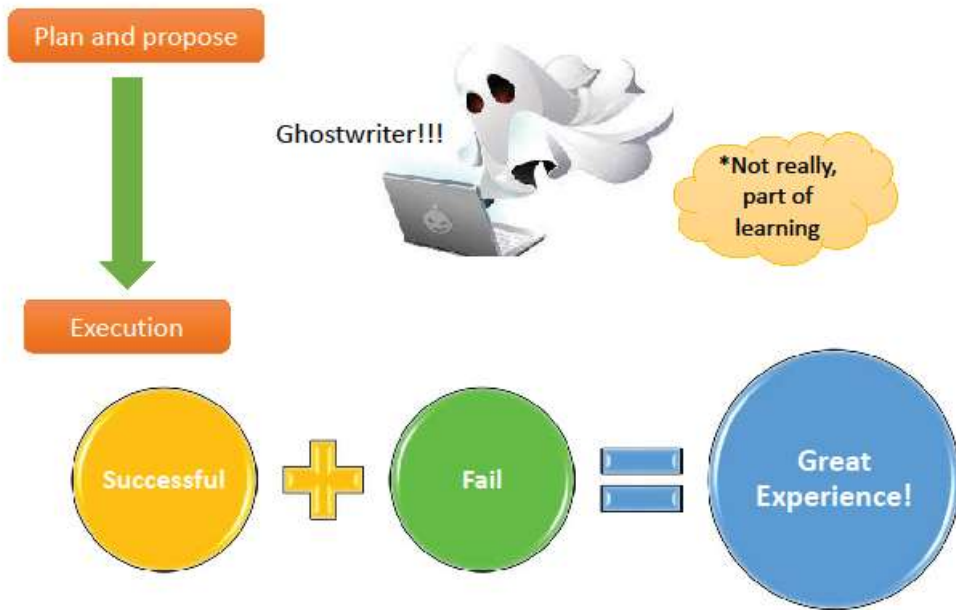 Plan and propose
Ghostwriter!!!
*Not really,
part of
learning
Execution
Successful
Fail
Great
Experience!